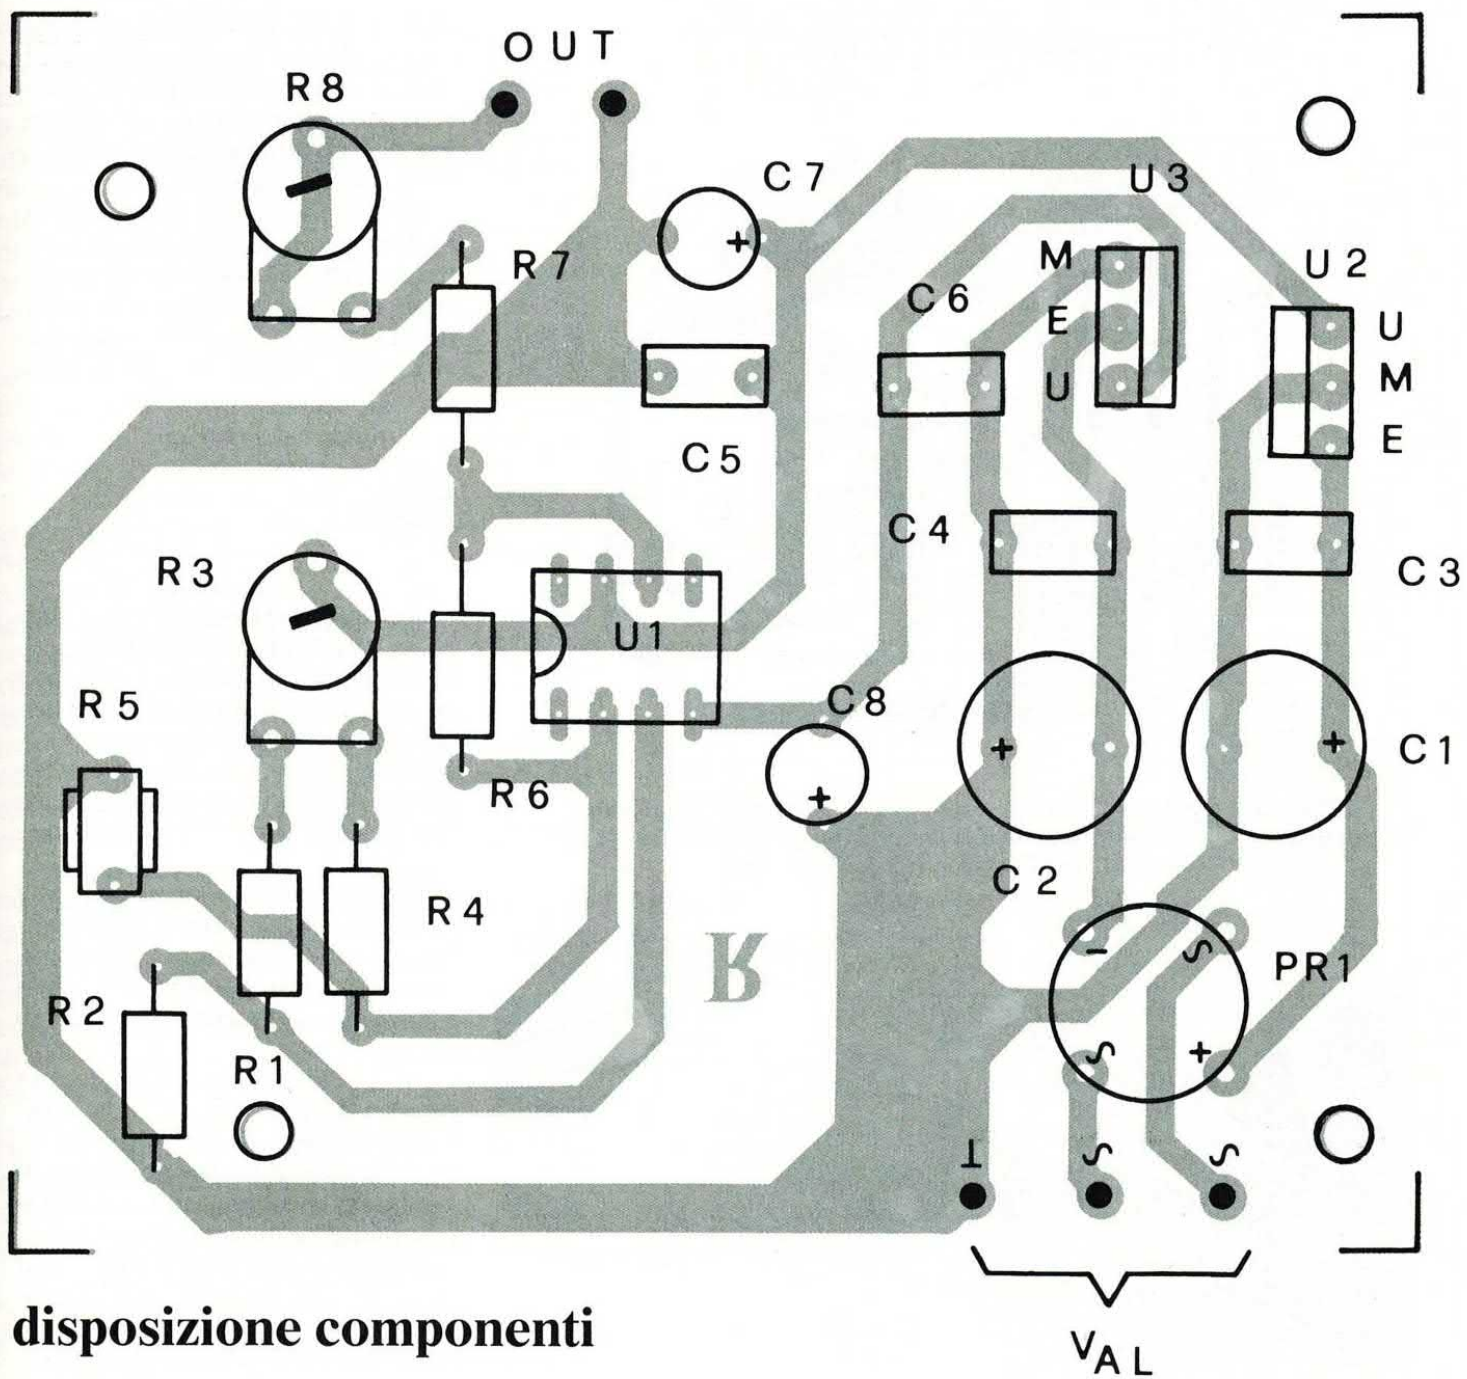 OUT
R8
C7
U3
R7
M
U2
C6
E
U
U
M
C5
E
C4
R3
C3
U1
R5
C8
+
+
C1
R6
+
C2
R4
-
PR1
R2
R1
+
⊥
disposizione componenti
VAL